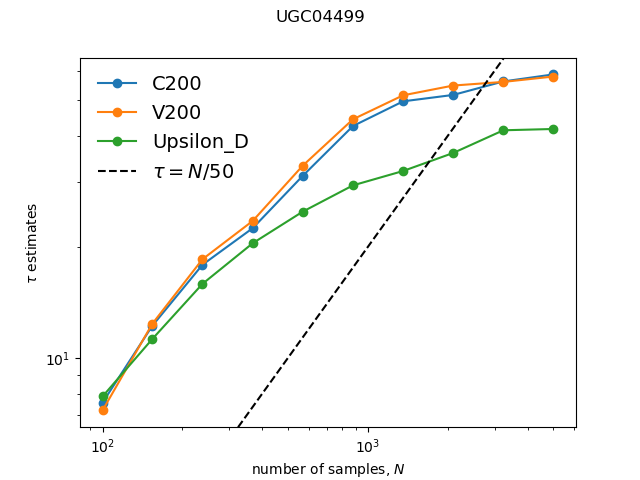 UGC04499
C200
V200
Upsilon_D
τ = N/50
τ estimates
10¹
10² 10³
number of samples, N